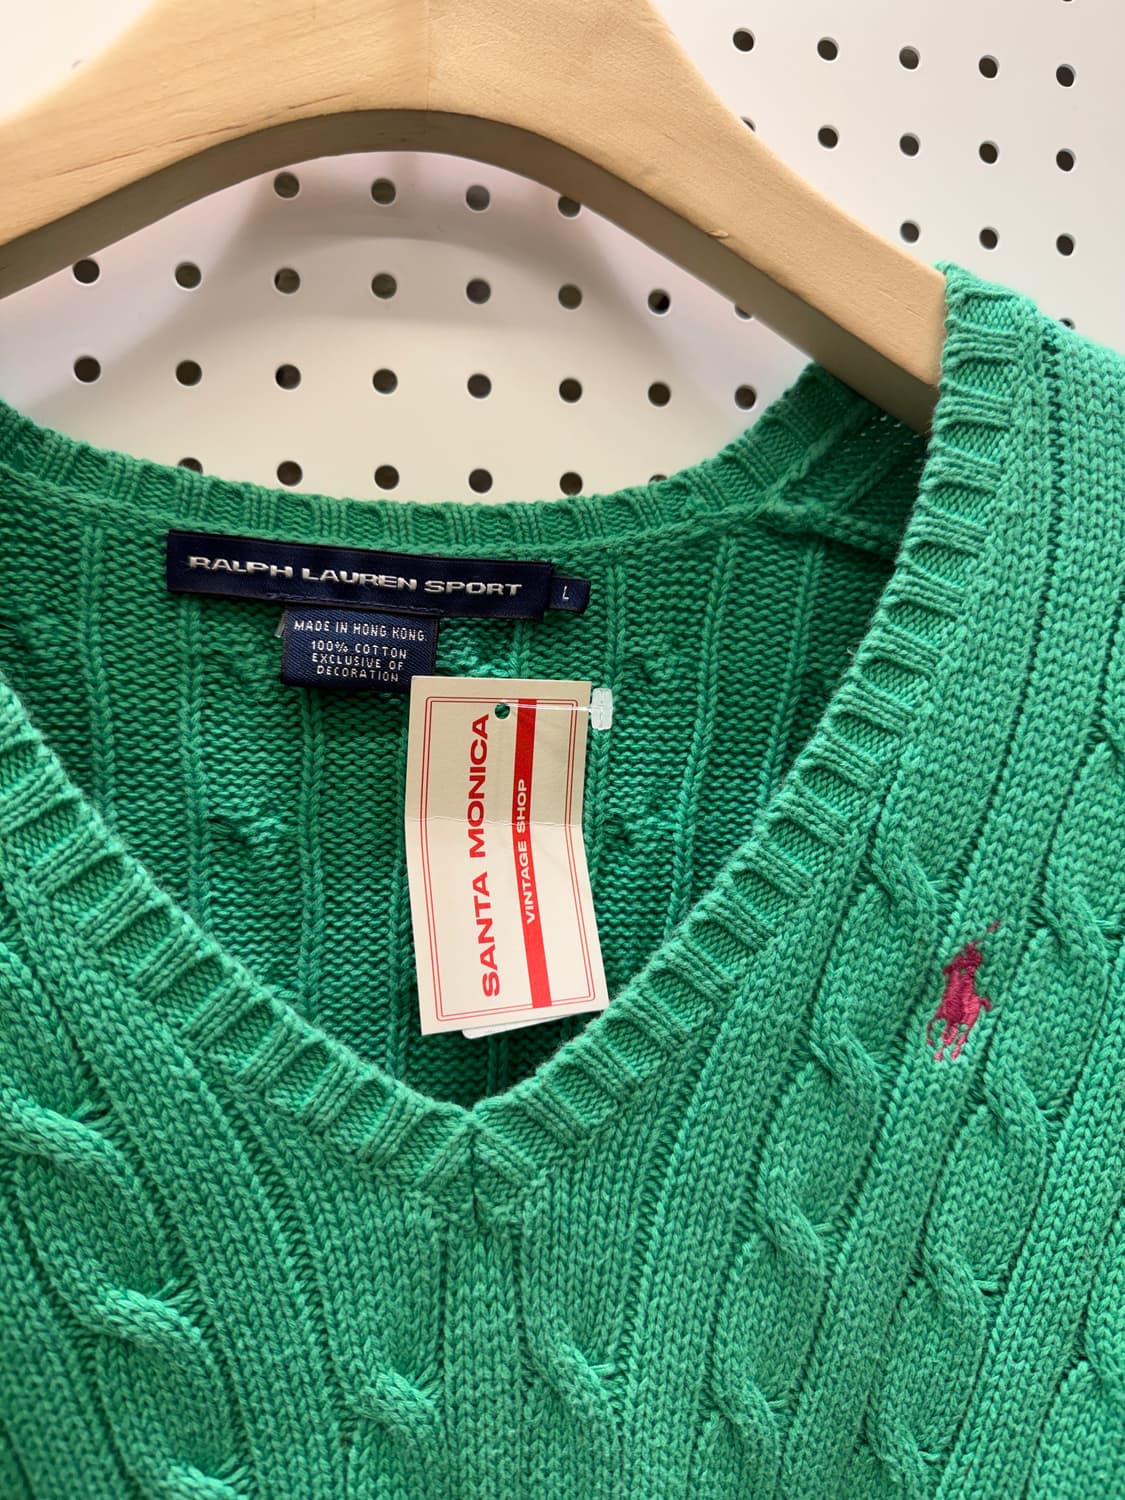 RALPH LAUREN SPORT
L
MADE IN HONG KONG
100% COTTON
EXCLUSIVE OF
DECORATION
SANTA MONICA
VINTAGE SHOP